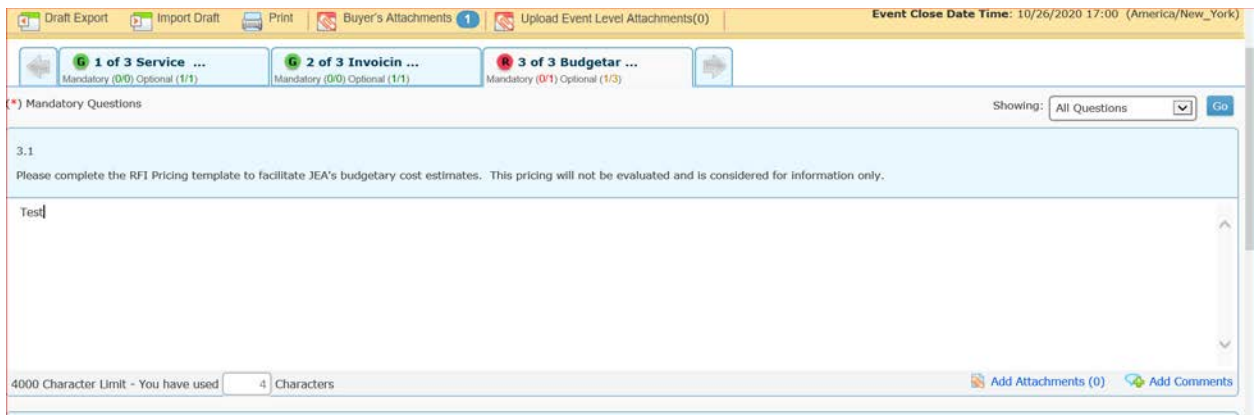 Draft Export Import Draft Print Buyer's Attachments 1 Upload Event Level Attachments(0) Event Close Date Time: 10/26/2020 17:00 (America/New_York)
G 1 of 3 Service ... G 2 of 3 Invoicin ... R 3 of 3 Budgetar ...
Mandatory (0/0) Optional (1/1) Mandatory (0/0) Optional (1/1) Mandatory (0/1) Optional (1/3)
(*) Mandatory Questions Showing: All Questions Go
3.1
Please complete the RFI Pricing template to facilitate JEA's budgetary cost estimates. This pricing will not be evaluated and is considered for information only.
Test
4000 Character Limit - You have used 4 Characters Add Attachments (0) Add Comments